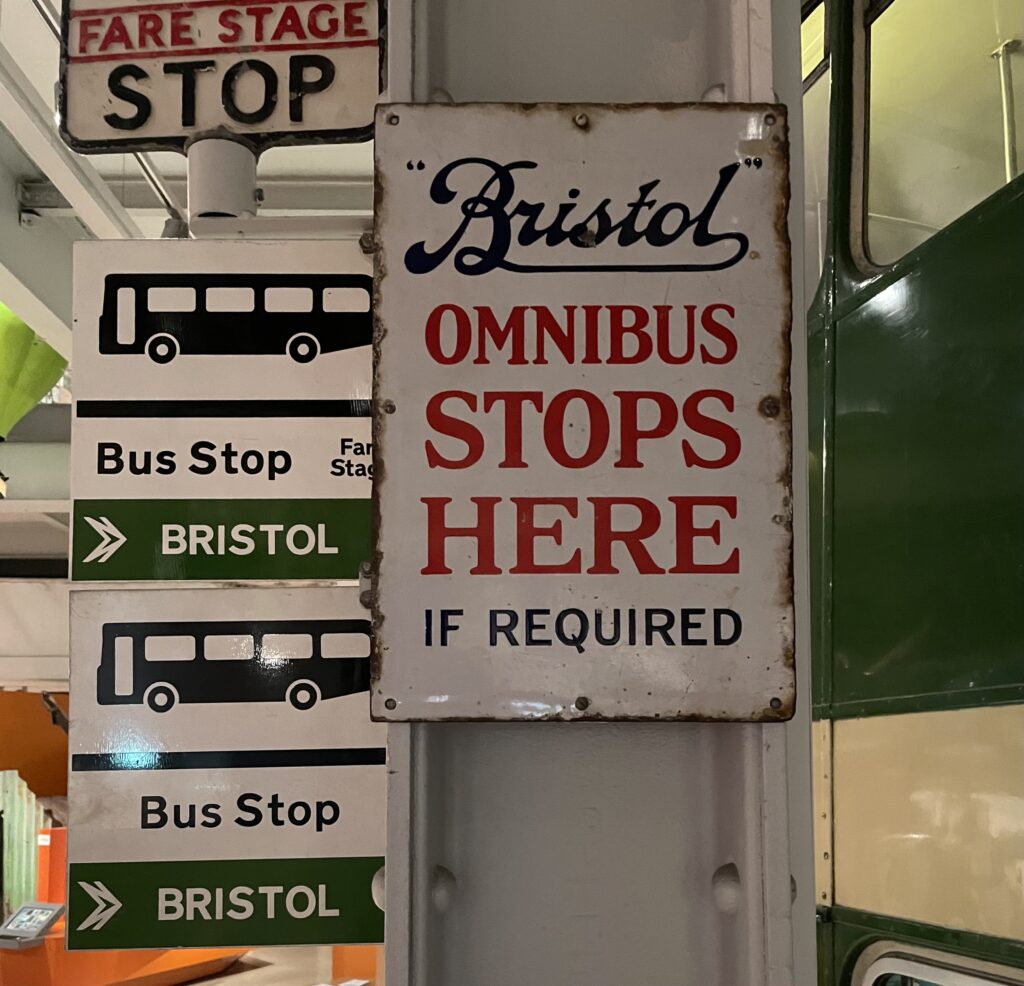 FARE STAGE
STOP
"Bristol"
OMNIBUS
STOPS
HERE
IF REQUIRED
Bus Stop
BRISTOL
Bus Stop
BRISTOL